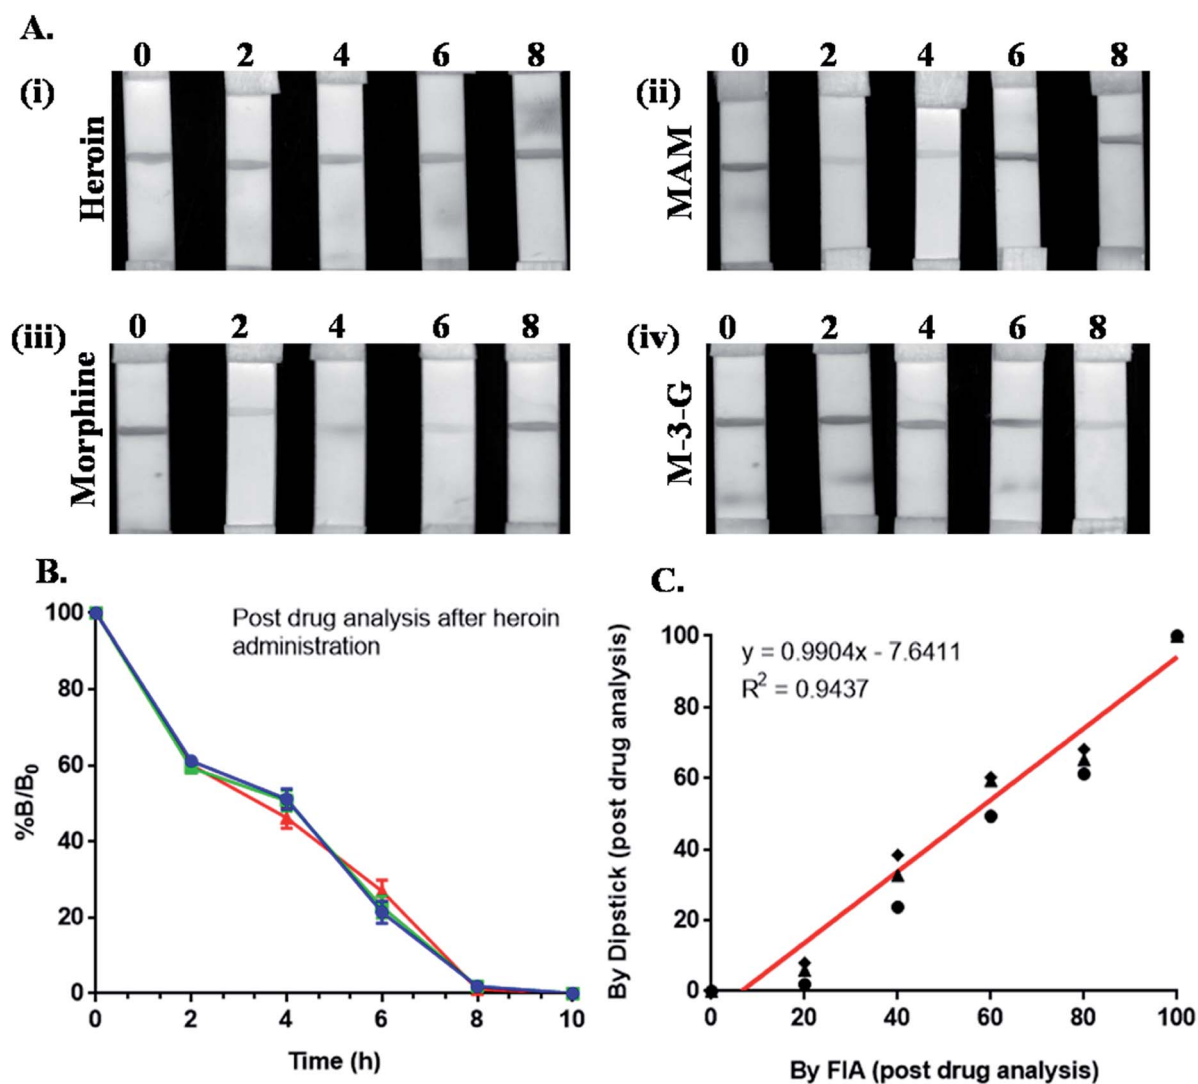 A.
0 2 4 6 8
(i)
Heroin
0 2 4 6 8
(ii)
MAM
0 2 4 6 8
(iii)
Morphine
0 2 4 6 8
(iv)
M-3-G
B.
Post drug analysis after heroin
administration
100
80
60
40
20
0
%B/B0
0 2 4 6 8 10
Time (h)
C.
y = 0.9904x - 7.6411
R2 = 0.9437
100
80
60
40
20
0
By Dipstick (post drug analysis)
0 20 40 60 80 100
By FIA (post drug analysis)